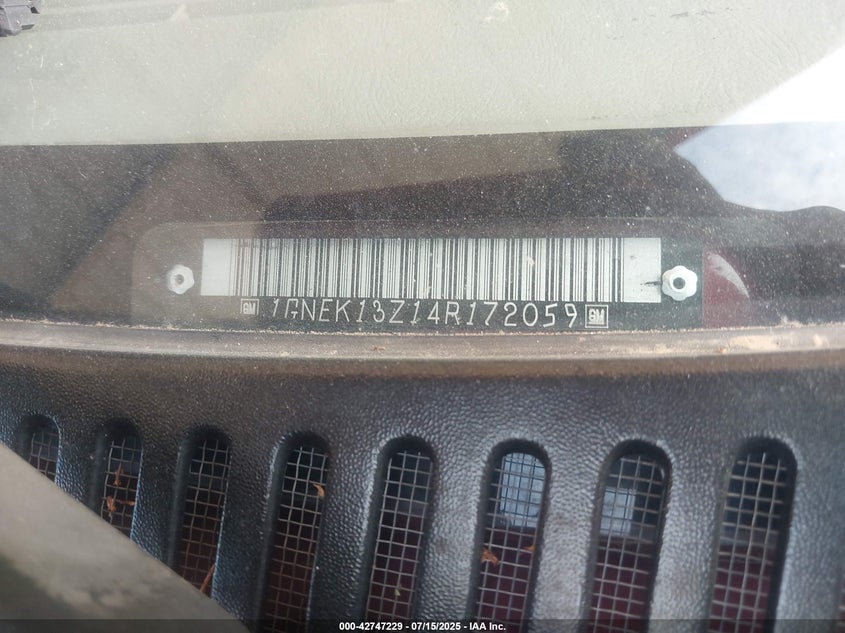 GM 1GNEK13Z14R172059 GM
000-42747229 - 07/15/2025 - IAA Inc.